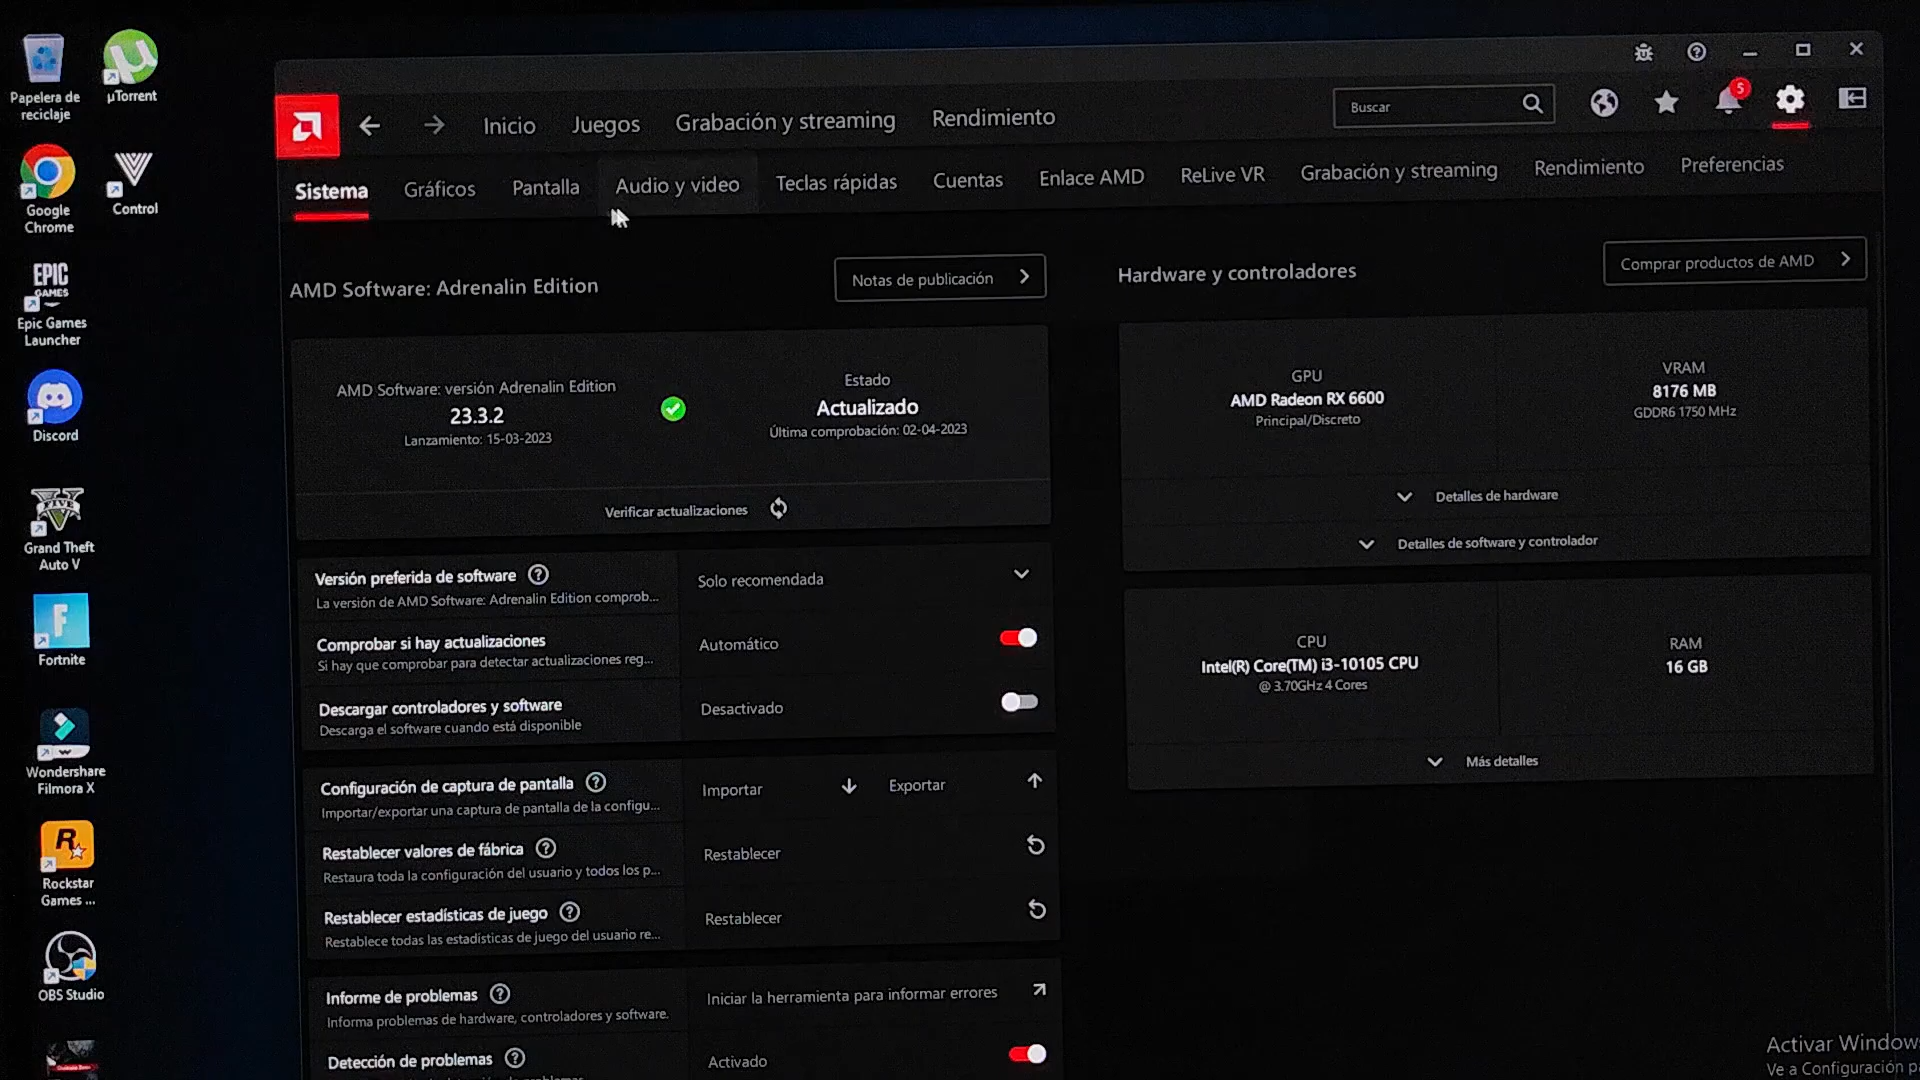 Papelera de
reciclaje
µTorrent
Google
Chrome
Control
EPIC
GAMES
Epic Games
Launcher
Discord
FIVE
Grand Theft
Auto V
F
Fortnite
Wondershare
Filmora X
R
Rockstar
Games ...
OBS Studio
Inicio
Juegos
Grabación y streaming
Rendimiento
Buscar
5
Sistema
Gráficos
Pantalla
Audio y video
Teclas rápidas
Cuentas
Enlace AMD
ReLive VR
Grabación y streaming
Rendimiento
Preferencias
AMD Software: Adrenalin Edition
Notas de publicación
AMD Software: versión Adrenalin Edition
23.3.2
Lanzamiento: 15-03-2023
Estado
Actualizado
Última comprobación: 02-04-2023
Verificar actualizaciones
Versión preferida de software
La versión de AMD Software: Adrenalin Edition comprob...
Solo recomendada
Comprobar si hay actualizaciones
Si hay que comprobar para detectar actualizaciones reg...
Automático
Descargar controladores y software
Descarga el software cuando está disponible
Desactivado
Configuración de captura de pantalla
Importar/exportar una captura de pantalla de la configu...
Importar
Exportar
Restablecer valores de fábrica
Restaura toda la configuración del usuario y todos los p...
Restablecer
Restablecer estadísticas de juego
Restablece todas las estadísticas de juego del usuario re...
Restablecer
Informe de problemas
Informa problemas de hardware, controladores y software.
Iniciar la herramienta para informar errores
Detección de problemas
Activado
Hardware y controladores
Comprar productos de AMD
GPU
AMD Radeon RX 6600
Principal/Discreto
VRAM
8176 MB
GDDR6 1750 MHz
Detalles de hardware
Detalles de software y controlador
CPU
Intel(R) Core(TM) i3-10105 CPU
@ 3.70GHz 4 Cores
RAM
16 GB
Más detalles
Activar Windows
Ve a Configuración p